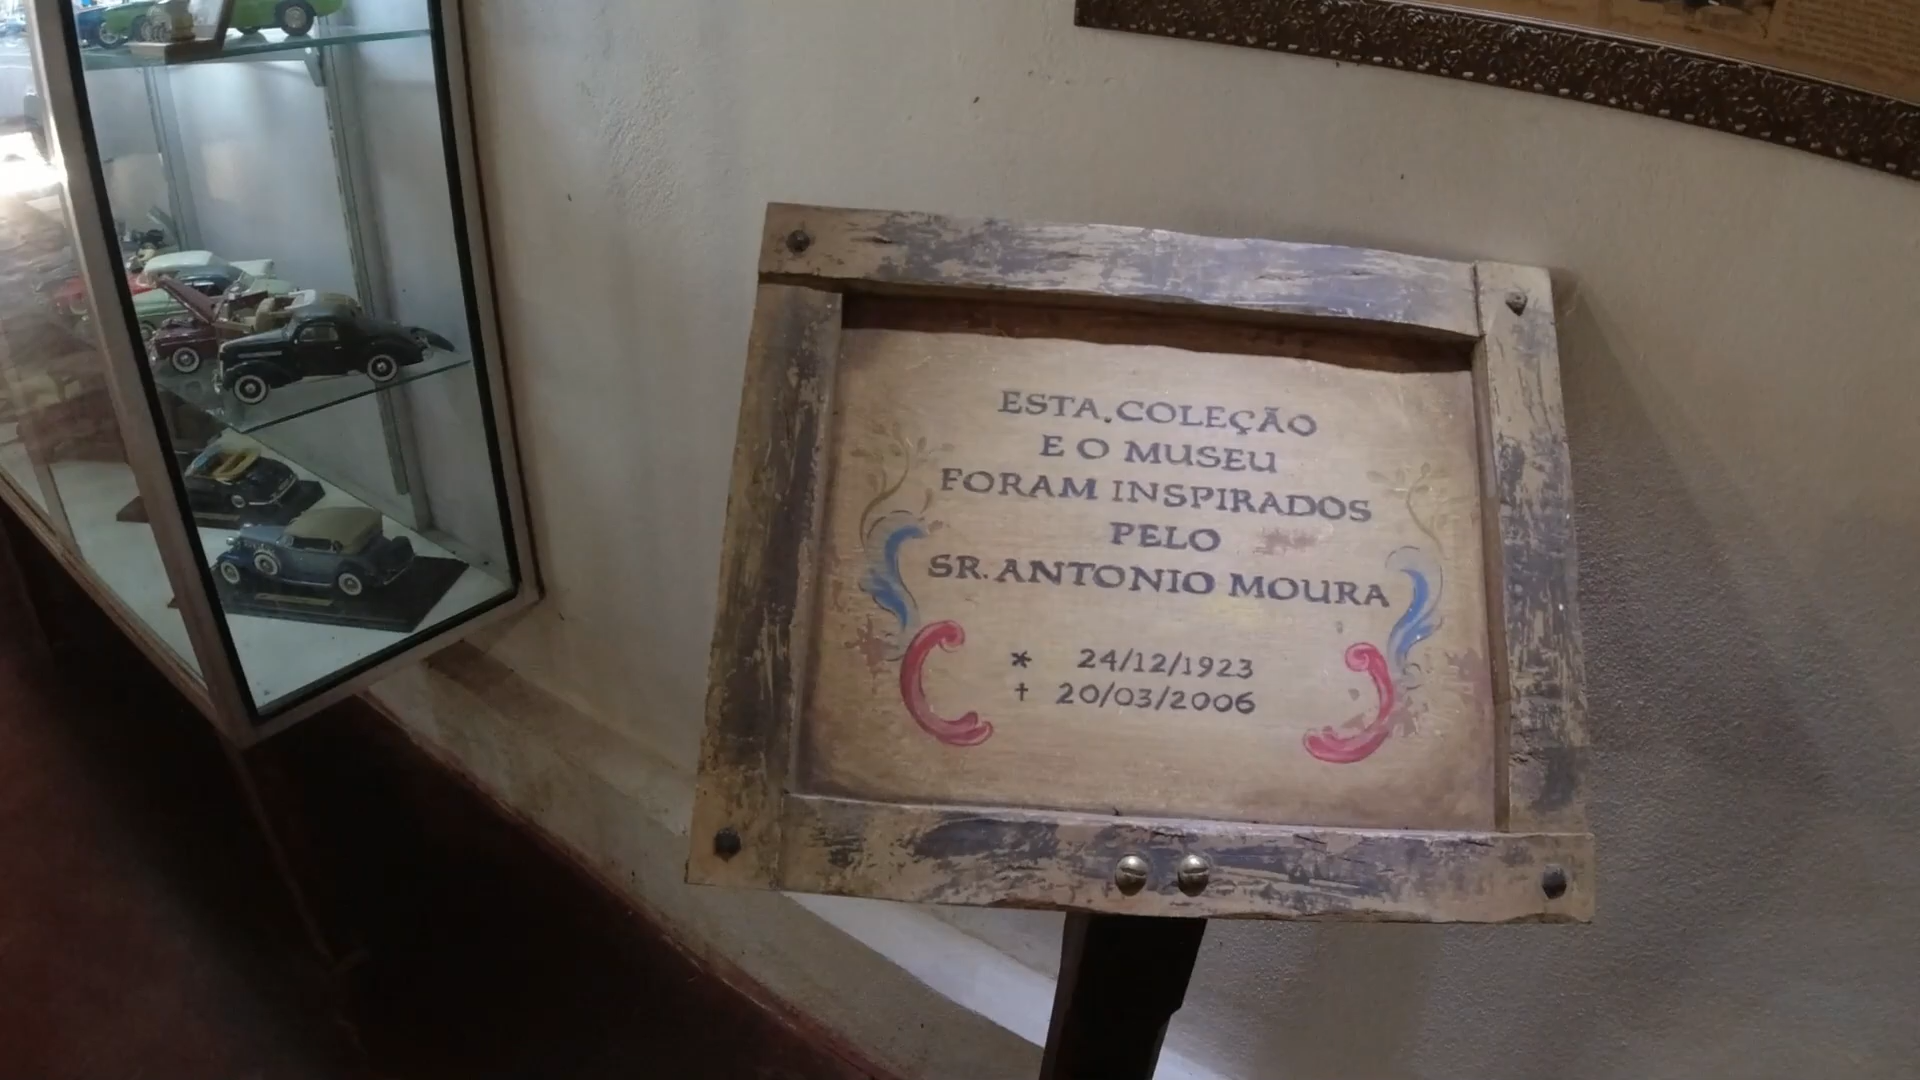 ESTA COLEÇÃO
E O MUSEU
FORAM INSPIRADOS
PELO
SR. ANTONIO MOURA
* 24/12/1923
† 20/03/2006